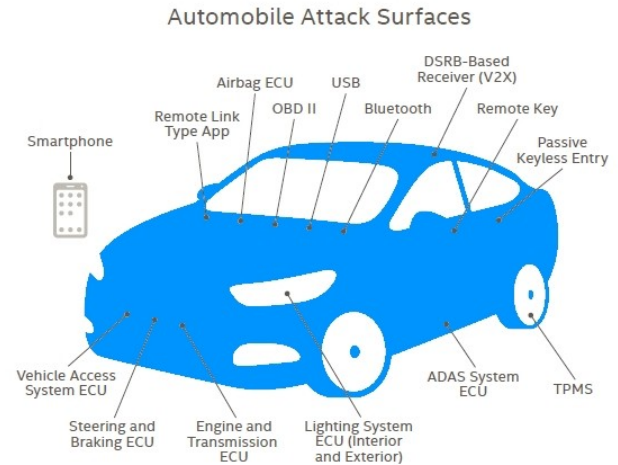 Automobile Attack Surfaces
DSRB-Based
Receiver (V2X)
Airbag ECU
USB
Remote Link
Type App
OBD II
Bluetooth
Remote Key
Smartphone
Passive
Keyless Entry
Vehicle Access
System ECU
Steering and
Braking ECU
Engine and
Transmission
ECU
Lighting System
ECU (Interior
and Exterior)
ADAS System
ECU
TPMS